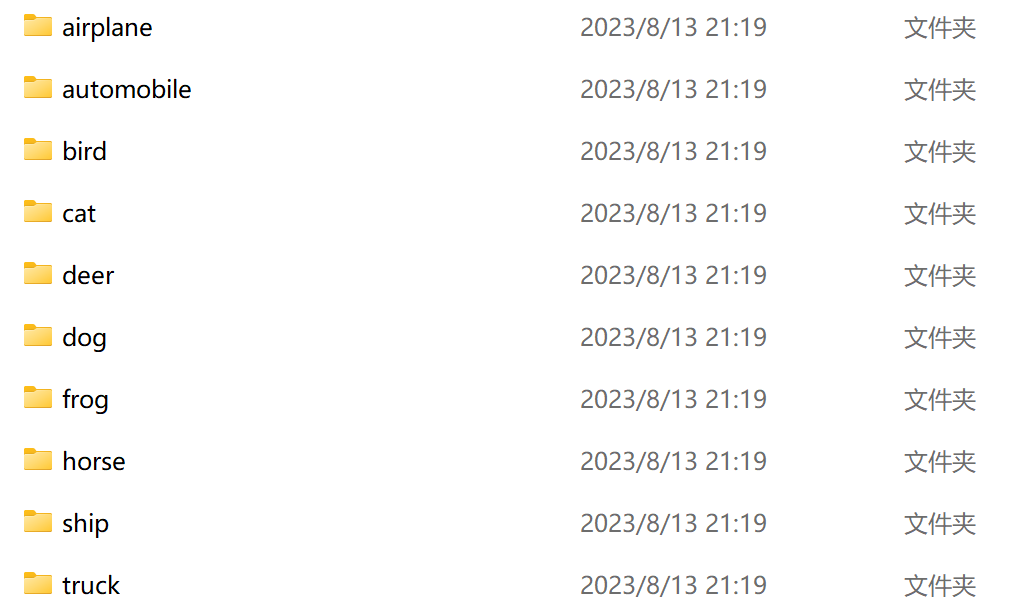 airplane 2023/8/13 21:19 文件夹
automobile 2023/8/13 21:19 文件夹
bird 2023/8/13 21:19 文件夹
cat 2023/8/13 21:19 文件夹
deer 2023/8/13 21:19 文件夹
dog 2023/8/13 21:19 文件夹
frog 2023/8/13 21:19 文件夹
horse 2023/8/13 21:19 文件夹
ship 2023/8/13 21:19 文件夹
truck 2023/8/13 21:19 文件夹